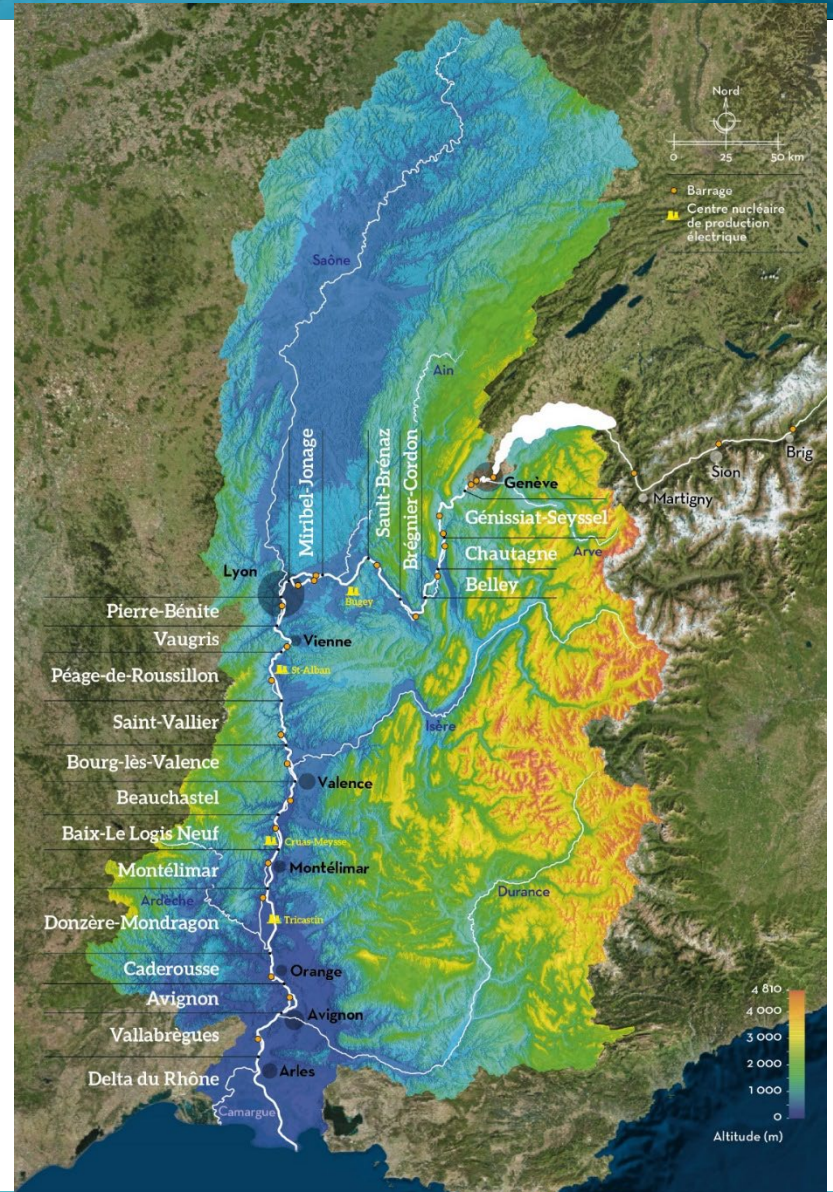 Nord
0 25 50 km
Barrage
Centre nucléaire
de production
électrique
Saône
Ain
Miribel-Jonage
Sault-Brénaz
Brégnier-Cordon
Genève
Brig
Sion
Martigny
Génissiat-Seyssel
Arve
Chautagne
Belley
Lyon
Bugey
Pierre-Bénite
Vaugris
Vienne
Péage-de-Roussillon
St-Alban
Saint-Vallier
Isère
Bourg-lès-Valence
Valence
Beauchastel
Baix-Le Logis Neuf
Cruas-Meysse
Montélimar
Montélimar
Ardèche
Durance
Donzère-Mondragon
Tricastin
Caderousse
Orange
Avignon
Avignon
Vallabrègues
Delta du Rhône
Arles
Camargue
4 810
4 000
3 000
2 000
1 000
0
Altitude (m)